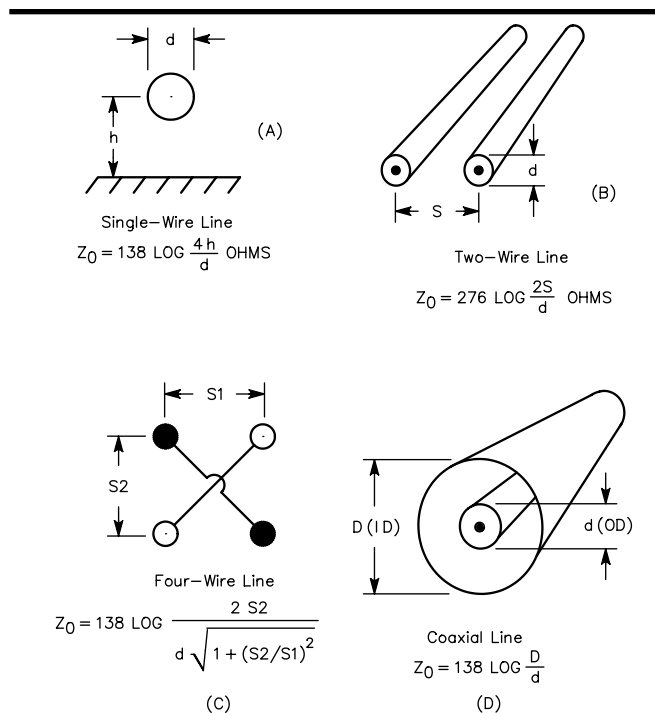 d
h
(A)
Single-Wire Line
Z₀ = 138 LOG 4h/d OHMS
S
d
(B)
Two-Wire Line
Z₀ = 276 LOG 2S/d OHMS
S1
S2
Four-Wire Line
Z₀ = 138 LOG 2 S2 / d√(1 + (S2/S1)²)
(C)
D(ID)
d(OD)
Coaxial Line
Z₀ = 138 LOG D/d
(D)